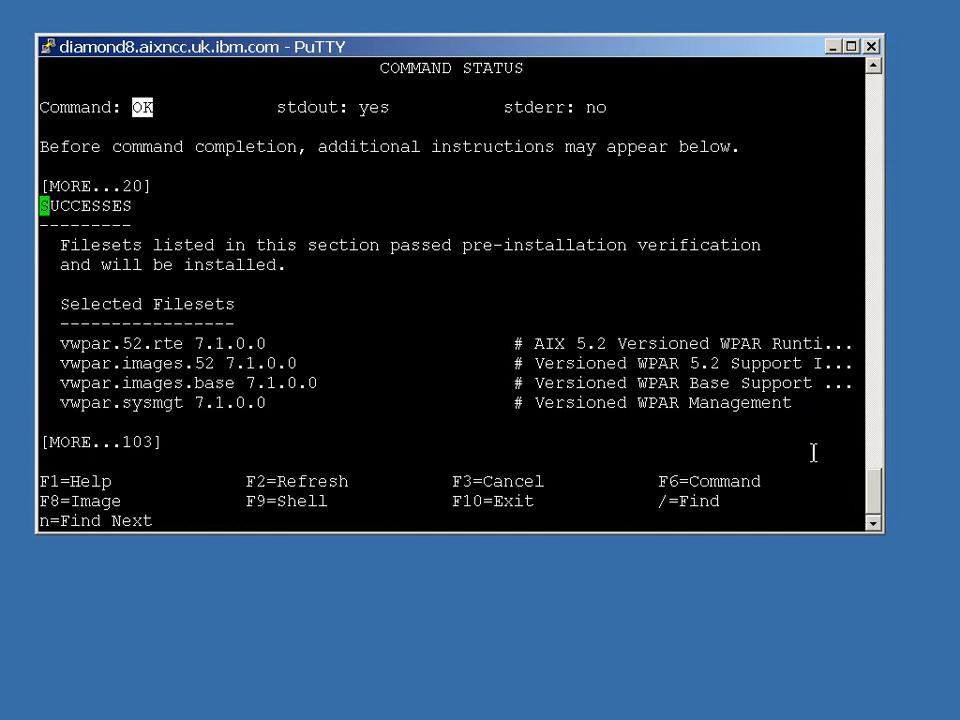 diamond8.aixncc.uk.ibm.com - PuTTY
COMMAND STATUS
Command: OK stdout: yes stderr: no
Before command completion, additional instructions may appear below.
[MORE...20]
SUCCESSES
---------
Filesets listed in this section passed pre-installation verification
and will be installed.
Selected Filesets
-----------------
vwpar.52.rte 7.1.0.0 # AIX 5.2 Versioned WPAR Runti...
vwpar.images.52 7.1.0.0 # Versioned WPAR 5.2 Support I...
vwpar.images.base 7.1.0.0 # Versioned WPAR Base Support ...
vwpar.sysmgt 7.1.0.0 # Versioned WPAR Management
[MORE...103]
F1=Help F2=Refresh F3=Cancel F6=Command
F8=Image F9=Shell F10=Exit /=Find
n=Find Next